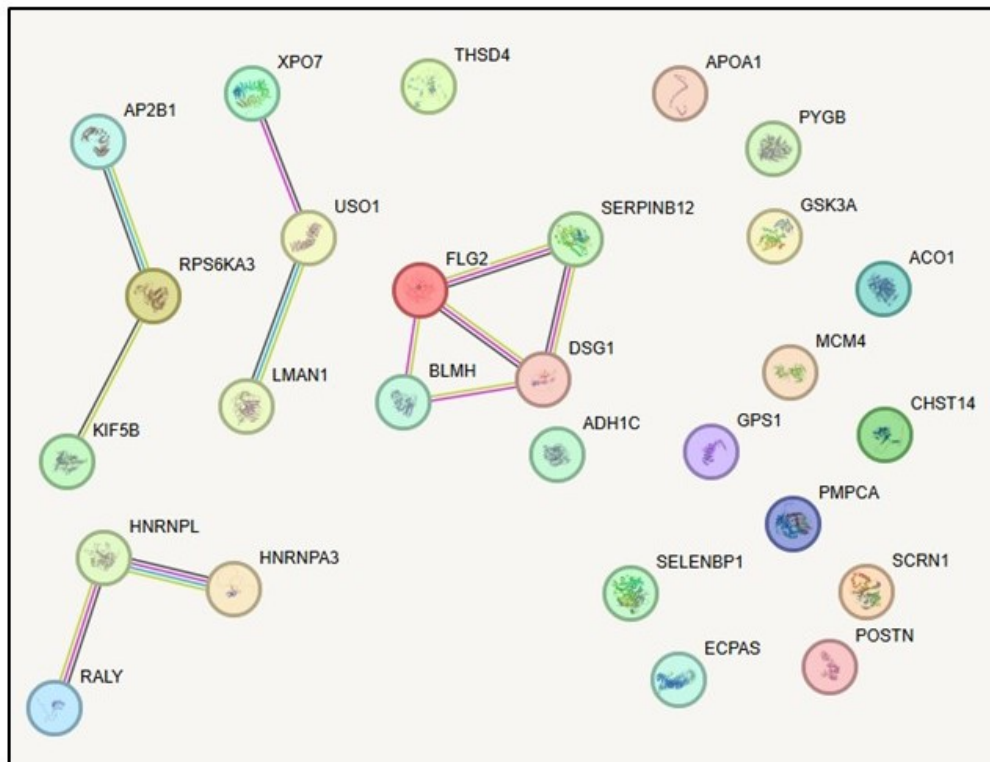 THSD4
XPO7
APOA1
AP2B1
PYGB
USO1
SERPINB12
GSK3A
FLG2
RPS6KA3
ACO1
DSG1
MCM4
BLMH
LMAN1
CHST14
ADH1C
GPS1
KIF5B
PMPCA
HNRNPL
HNRNPA3
SELENBP1
SCRN1
ECPAS
POSTN
RALY